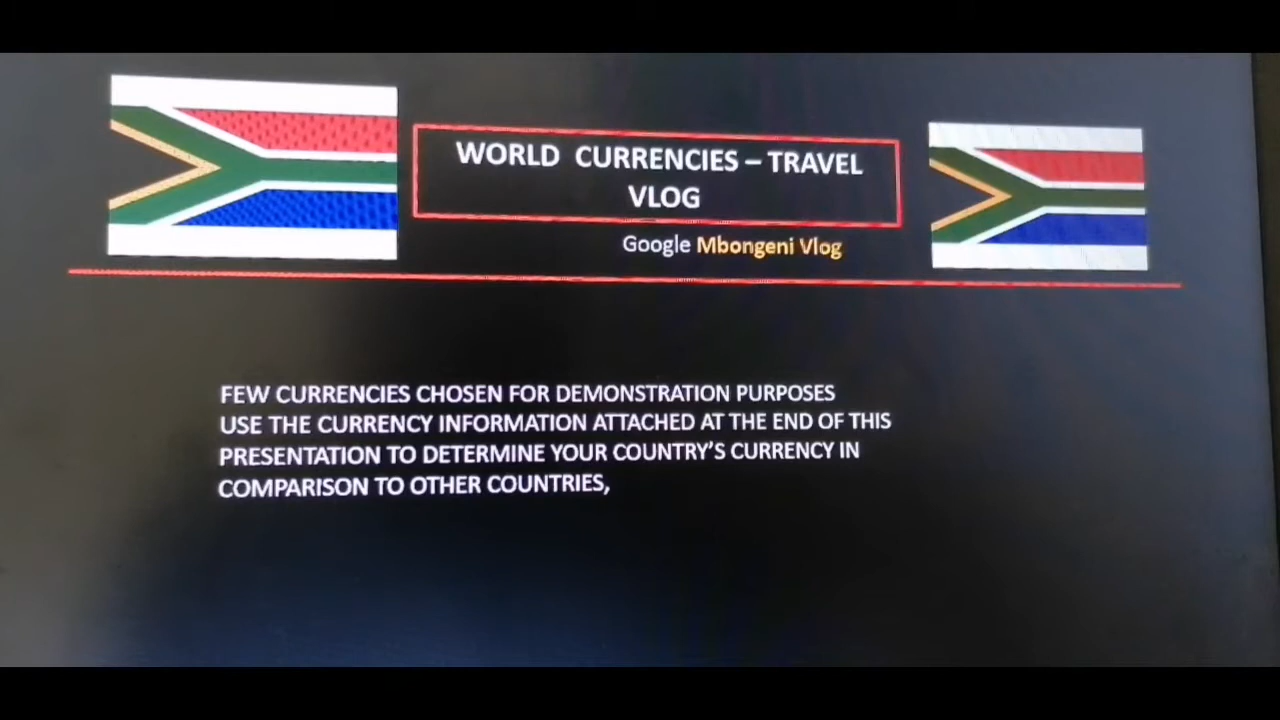 WORLD CURRENCIES – TRAVEL
VLOG
Google Mbongeni Vlog
FEW CURRENCIES CHOSEN FOR DEMONSTRATION PURPOSES
USE THE CURRENCY INFORMATION ATTACHED AT THE END OF THIS
PRESENTATION TO DETERMINE YOUR COUNTRY'S CURRENCY IN
COMPARISON TO OTHER COUNTRIES,